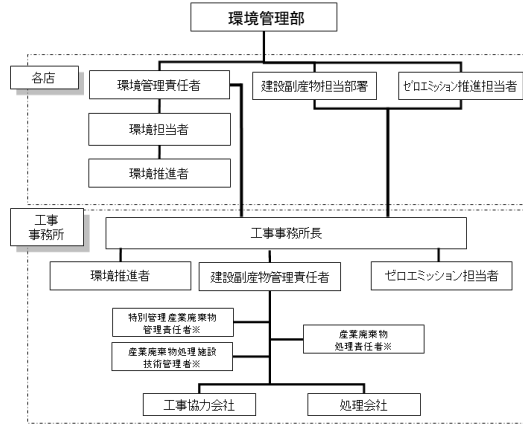 環境管理部
各店
環境管理責任者
建設副産物担当部署
ゼロエミッション推進担当者
環境担当者
環境推進者
工事
事務所
工事事務所長
環境推進者
建設副産物管理責任者
ゼロエミッション担当者
特別管理産業廃棄物
管理責任者※
産業廃棄物
処理責任者※
産業廃棄物処理施設
技術管理者※
工事協力会社
処理会社